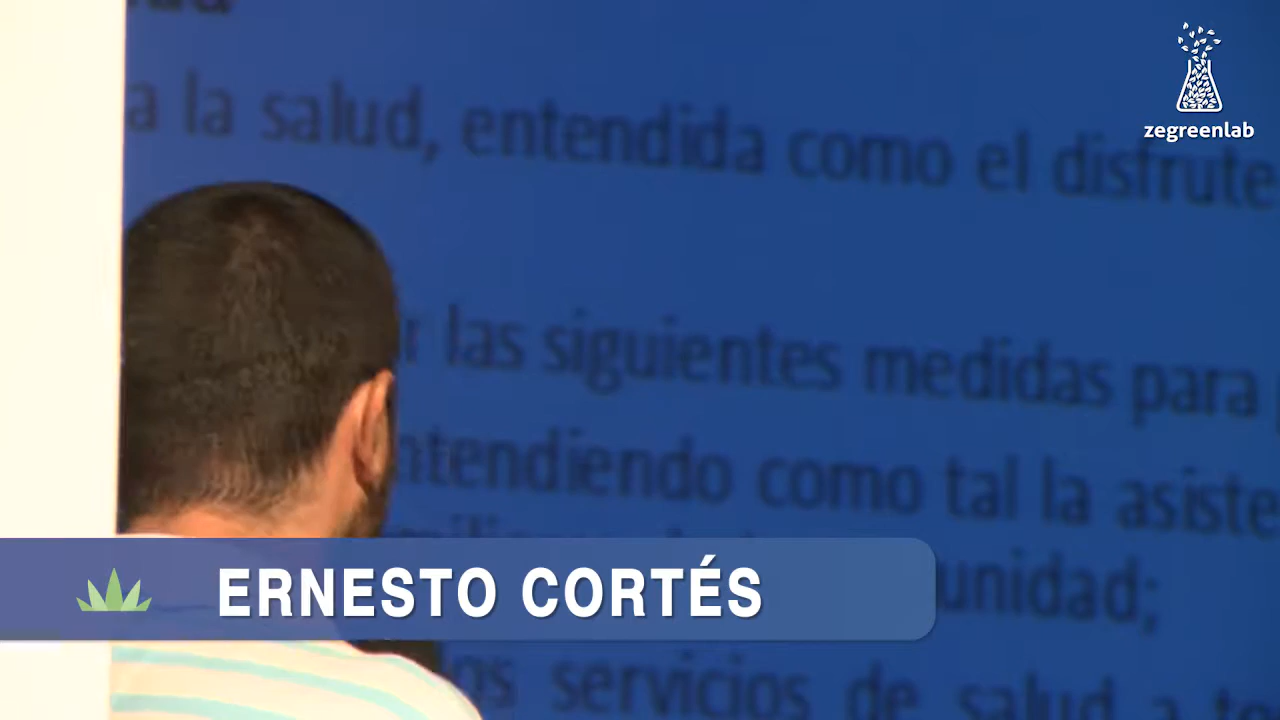 a la salud, entendida como el disfrute
las siguientes medidas para
ntendiendo como tal la asiste
unidad;
os servicios de salud a
zegreenlab
ERNESTO CORTÉS